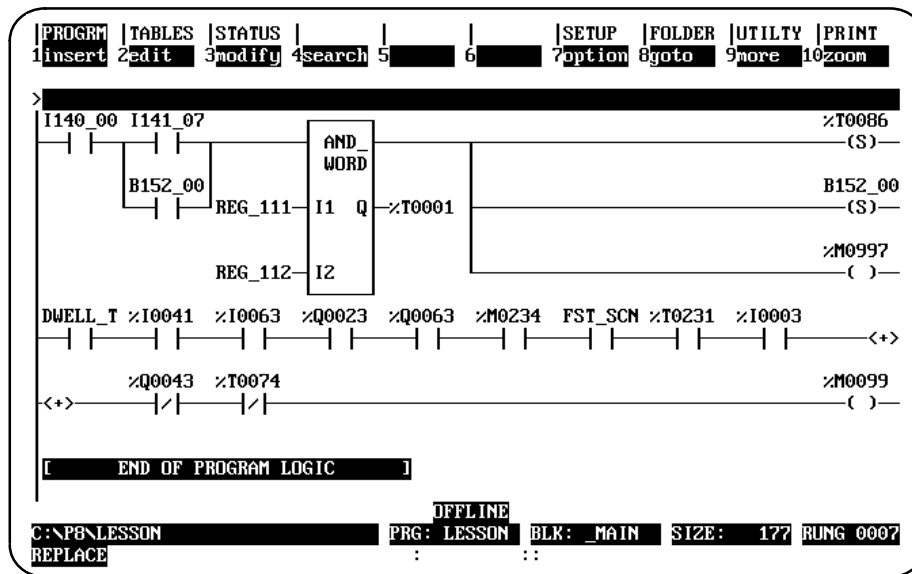 PROGRM |TABLES |STATUS | | | |SETUP |FOLDER |UTILTY |PRINT
1insert 2edit 3modify 4search 5 6 7option 8goto 9more 10zoom
>
I140_00 I141_07 %T0086
AND_ (S)
WORD
B152_00 B152_00
REG_111 I1 Q %T0001 (S)
%M0997
REG_112 I2 ( )
DWELL_T %I0041 %I0063 %Q0023 %Q0063 %M0234 FST_SCN %T0231 %I0003
<+>
%Q0043 %T0074 %M0099
<+> ( )
[ END OF PROGRAM LOGIC ]
OFFLINE
C:\P8\LESSON PRG: LESSON BLK: _MAIN SIZE: 177 RUNG 0007
REPLACE : ::